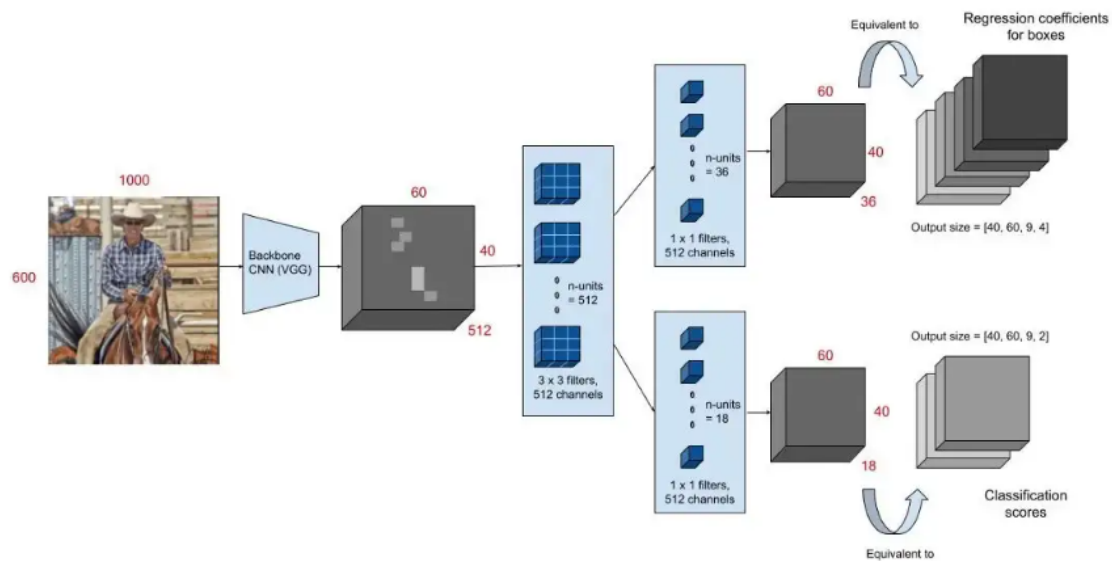 1000
600
Backbone
CNN (VGG)
60
40
512
n-units
= 512
3 x 3 filters,
512 channels
n-units
= 36
1 x 1 filters,
512 channels
60
40
36
Equivalent to
Regression coefficients
for boxes
Output size = [40, 60, 9, 4]
n-units
= 18
1 x 1 filters,
512 channels
60
40
18
Output size = [40, 60, 9, 2]
Classification
scores
Equivalent to